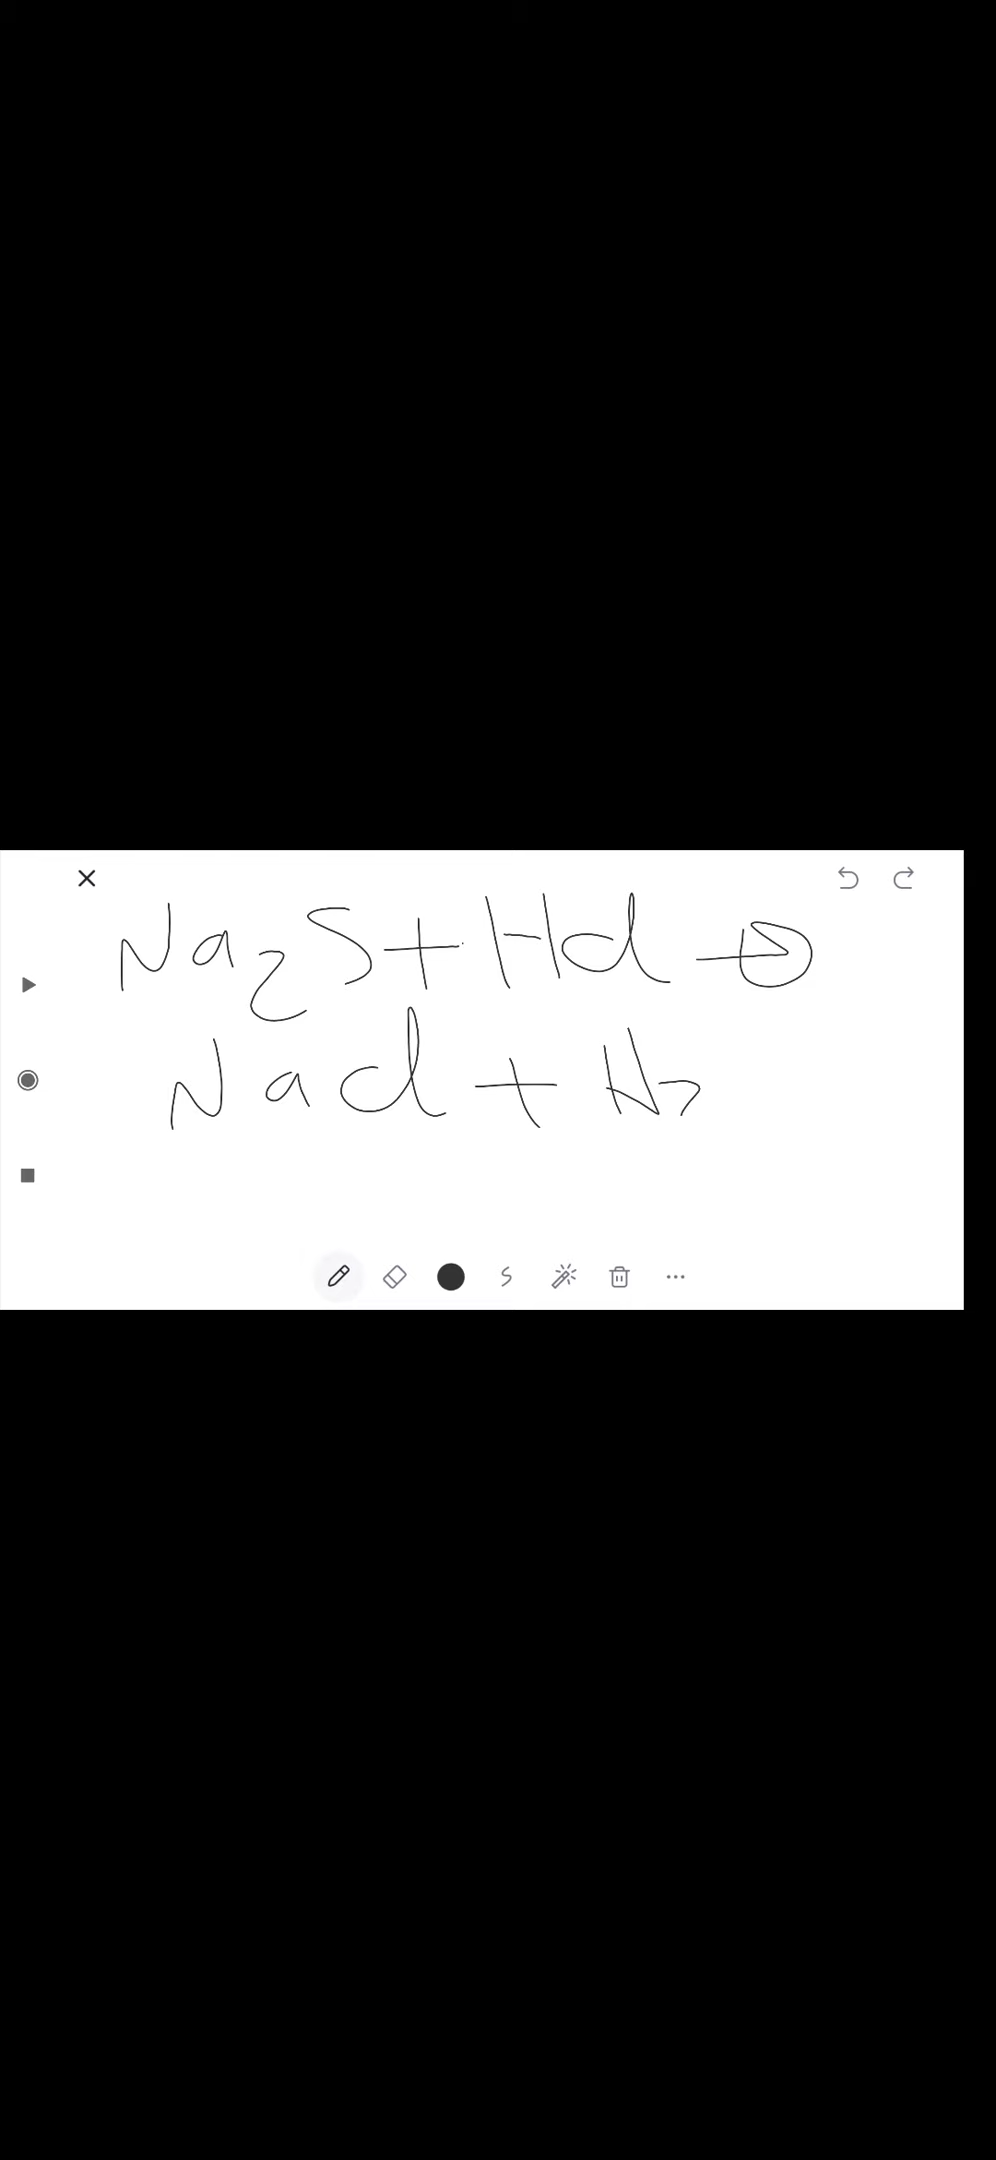 Na2S + HCl →
NaCl + H2